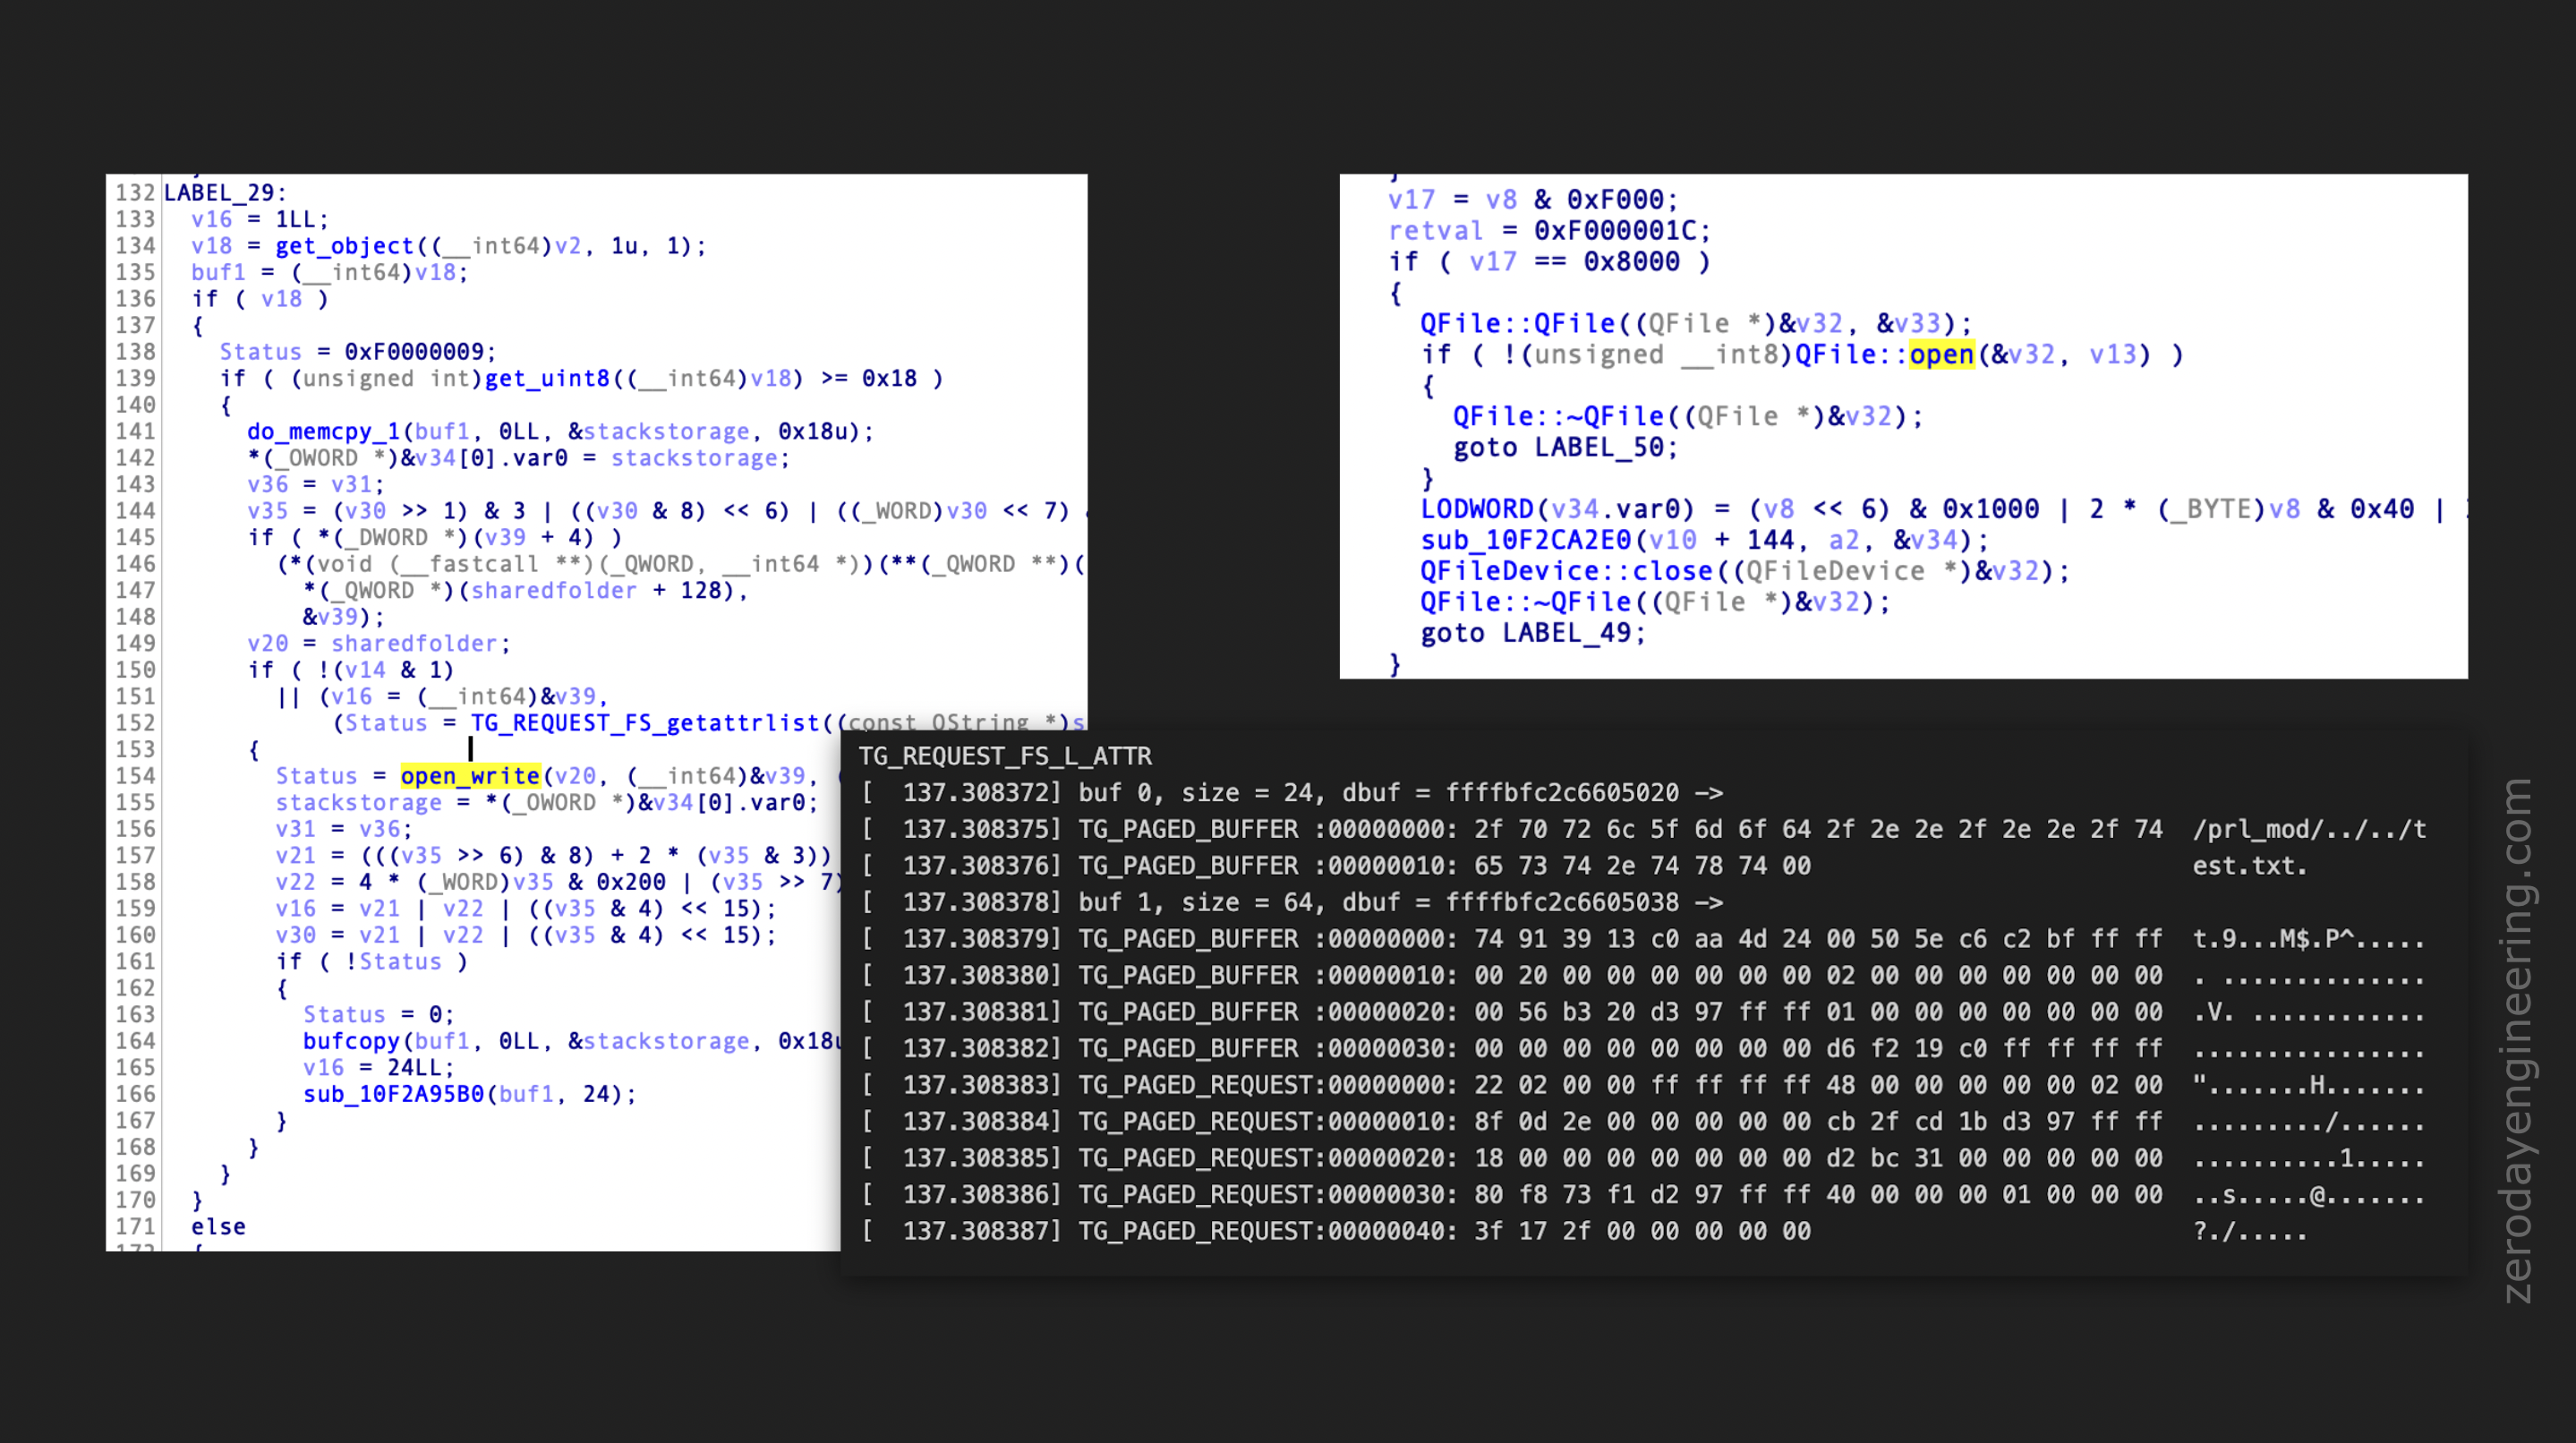 132 LABEL_29:
133 v16 = 1LL;
134 v18 = get_object((__int64)v2, 1u, 1);
135 buf1 = (__int64)v18;
136 if ( v18 )
137 {
138 Status = 0xF0000009;
139 if ( (unsigned int)get_uint8((__int64)v18) >= 0x18 )
140 {
141 do_memcpy_1(buf1, 0LL, &stackstorage, 0x18u);
142 *(_OWORD *)&v34[0].var0 = stackstorage;
143 v36 = v31;
144 v35 = (v30 >> 1) & 3 | ((v30 & 8) << 6) | ((_WORD)v30 << 7)
145 if ( *(_DWORD *)(v39 + 4) )
146 (*(void (__fastcall **)(_QWORD, __int64 *))(**(_QWORD **)(
147 *(_QWORD *)(sharedfolder + 128),
148 &v39);
149 v20 = sharedfolder;
150 if ( !(v14 & 1)
151 || (v16 = (__int64)&v39,
152 (Status = TG_REQUEST_FS_getattrlist((const QString *)s
153 {
154 Status = open_write(v20, (__int64)&v39,
155 stackstorage = *(_OWORD *)&v34[0].var0;
156 v31 = v36;
157 v21 = (((v35 >> 6) & 8) + 2 * (v35 & 3))
158 v22 = 4 * (_WORD)v35 & 0x200 | (v35 >> 7)
159 v16 = v21 | v22 | ((v35 & 4) << 15);
160 v30 = v21 | v22 | ((v35 & 4) << 15);
161 if ( !Status )
162 {
163 Status = 0;
164 bufcopy(buf1, 0LL, &stackstorage, 0x18u
165 v16 = 24LL;
166 sub_10F2A95B0(buf1, 24);
167 }
168 }
169 }
170 }
171 else
}
v17 = v8 & 0xF000;
retval = 0xF000001C;
if ( v17 == 0x8000 )
{
QFile::QFile((QFile *)&v32, &v33);
if ( !(unsigned __int8)QFile::open(&v32, v13) )
{
QFile::~QFile((QFile *)&v32);
goto LABEL_50;
}
LODWORD(v34.var0) = (v8 << 6) & 0x1000 | 2 * (_BYTE)v8 & 0x40 |
sub_10F2CA2E0(v10 + 144, a2, &v34);
QFileDevice::close((QFileDevice *)&v32);
QFile::~QFile((QFile *)&v32);
goto LABEL_49;
}
TG_REQUEST_FS_L_ATTR
[ 137.308372] buf 0, size = 24, dbuf = ffffbfc2c6605020 —>
[ 137.308375] TG_PAGED_BUFFER :00000000: 2f 70 72 6c 5f 6d 6f 64 2f 2e 2e 2f 2e 2e 2f 74 /prl_mod/../../t
[ 137.308376] TG_PAGED_BUFFER :00000010: 65 73 74 2e 74 78 74 00 est.txt.
[ 137.308378] buf 1, size = 64, dbuf = ffffbfc2c6605038 —>
[ 137.308379] TG_PAGED_BUFFER :00000000: 74 91 39 13 c0 aa 4d 24 00 50 5e c6 c2 bf ff ff t.9...M$.P^.....
[ 137.308380] TG_PAGED_BUFFER :00000010: 00 20 00 00 00 00 00 00 02 00 00 00 00 00 00 00 . ..............
[ 137.308381] TG_PAGED_BUFFER :00000020: 00 56 b3 20 d3 97 ff ff 01 00 00 00 00 00 00 00 .V. ............
[ 137.308382] TG_PAGED_BUFFER :00000030: 00 00 00 00 00 00 00 00 d6 f2 19 c0 ff ff ff ff ................
[ 137.308383] TG_PAGED_REQUEST:00000000: 22 02 00 00 ff ff ff ff 48 00 00 00 00 00 02 00 ".......H.......
[ 137.308384] TG_PAGED_REQUEST:00000010: 8f 0d 2e 00 00 00 00 00 cb 2f cd 1b d3 97 ff ff ........./......
[ 137.308385] TG_PAGED_REQUEST:00000020: 18 00 00 00 00 00 00 00 d2 bc 31 00 00 00 00 00 ..........1.....
[ 137.308386] TG_PAGED_REQUEST:00000030: 80 f8 73 f1 d2 97 ff ff 40 00 00 00 01 00 00 00 ..s.....@.......
[ 137.308387] TG_PAGED_REQUEST:00000040: 3f 17 2f 00 00 00 00 00 ?./.....
zerodayengineering.com